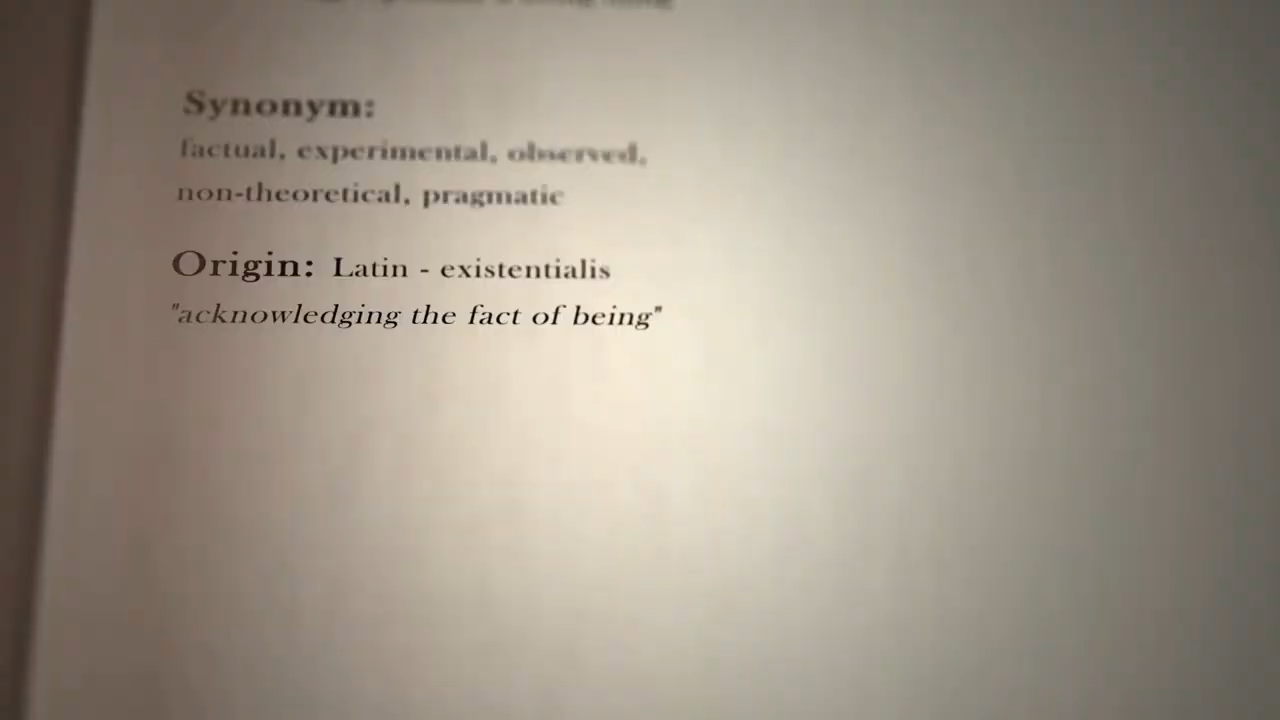 Synonym:
factual, experimental, observed,
non-theoretical, pragmatic
Origin: Latin - existentialis
"acknowledging the fact of being"